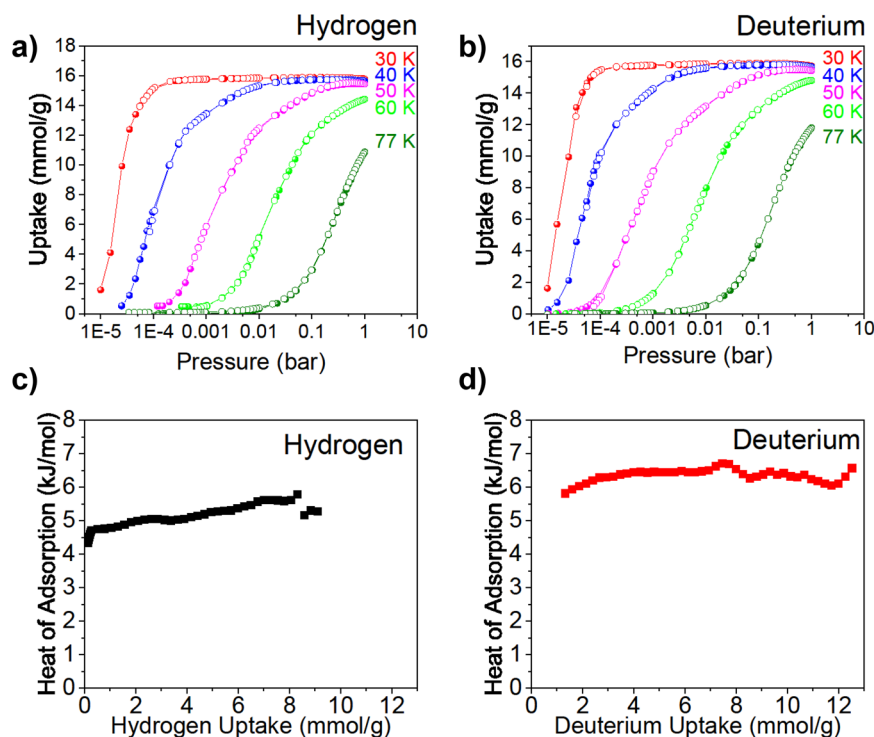 a)
Hydrogen
Uptake (mmol/g)
18
16
14
12
10
8
6
4
2
0
30 K
40 K
50 K
60 K
77 K
1E-5 1E-4 0.001 0.01 0.1 1 10
Pressure (bar)
b)
Deuterium
Uptake (mmol/g)
16
14
12
10
8
6
4
2
0
30 K
40 K
50 K
60 K
77 K
1E-5 1E-4 0.001 0.01 0.1 1 10
Pressure (bar)
c)
Hydrogen
Heat of Adsorption (kJ/mol)
8
7
6
5
4
3
2
1
0
0 2 4 6 8 10 12
Hydrogen Uptake (mmol/g)
d)
Deuterium
Heat of Adsorption (kJ/mol)
8
7
6
5
4
3
2
1
0
0 2 4 6 8 10 12
Deuterium Uptake (mmol/g)